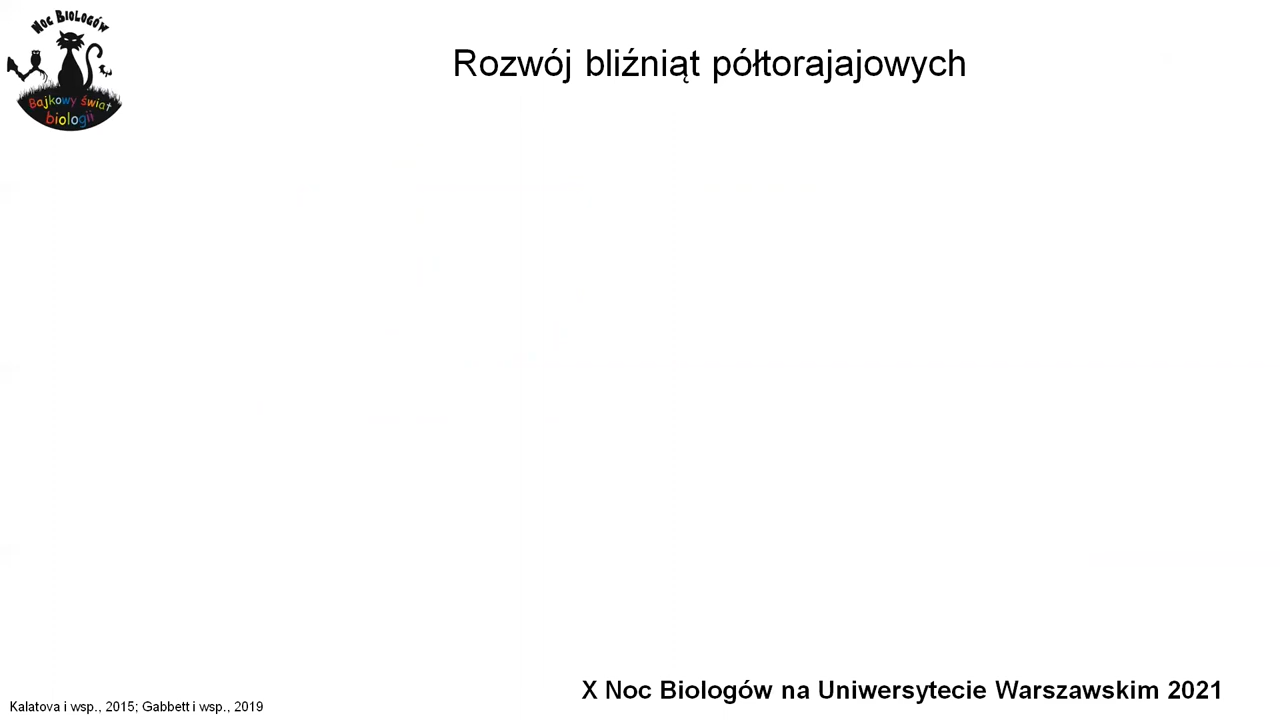 Noc Biologów
Bajkowy świat
biologii
Rozwój bliźniąt półtorajajowych
X Noc Biologów na Uniwersytecie Warszawskim 2021
Kalatova i wsp., 2015; Gabbett i wsp., 2019